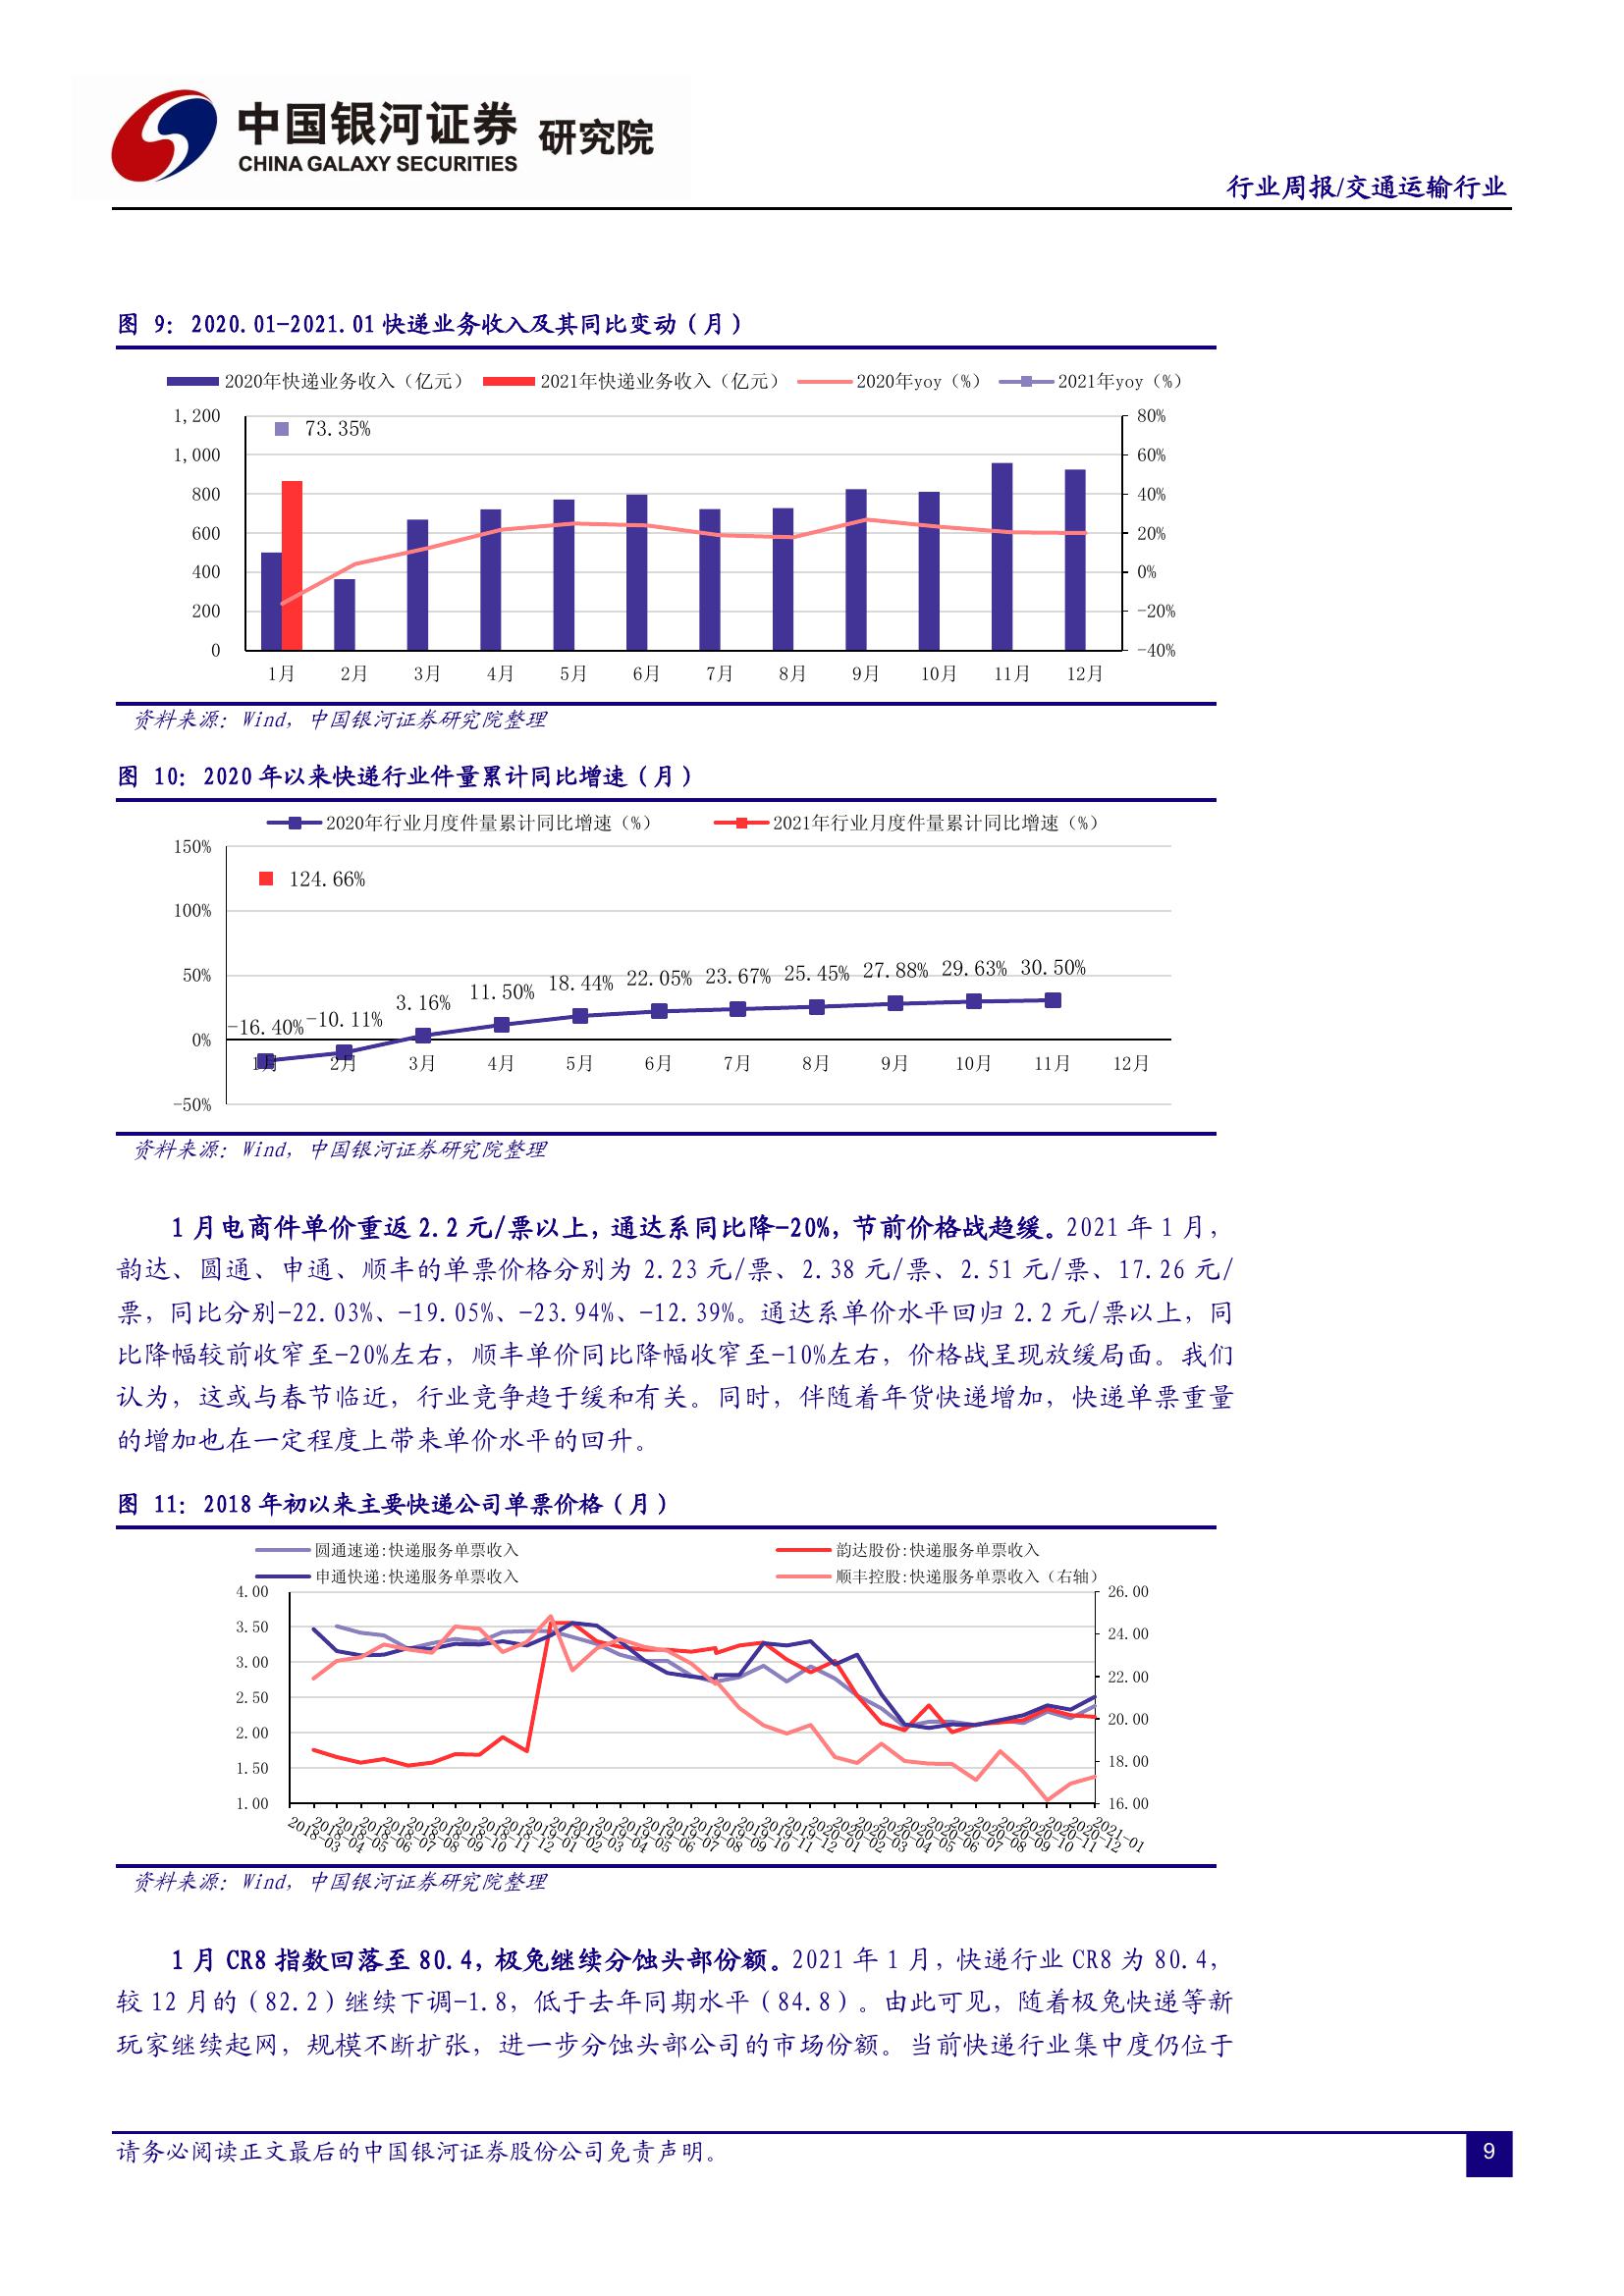 中国银河证券 研究院
CHINA GALAXY SECURITIES
行业周报/交通运输行业
图 9: 2020.01-2021.01 快递业务收入及其同比变动（月）
2020年快递业务收入（亿元） 2021年快递业务收入（亿元） 2020年yoy（%） 2021年yoy（%）
1,200 80%
73.35%
1,000 60%
800 40%
600 20%
400 0%
200 -20%
0 -40%
1月 2月 3月 4月 5月 6月 7月 8月 9月 10月 11月 12月
资料来源: Wind, 中国银河证券研究院整理
图 10: 2020 年以来快递行业件量累计同比增速（月）
2020年行业月度件量累计同比增速（%） 2021年行业月度件量累计同比增速（%）
150%
124.66%
100%
50%
-16.40% -10.11% 3.16% 11.50% 18.44% 22.05% 23.67% 25.45% 27.88% 29.63% 30.50%
0%
1月 2月 3月 4月 5月 6月 7月 8月 9月 10月 11月 12月
-50%
资料来源: Wind, 中国银河证券研究院整理
1 月电商件单价重返 2.2 元/票以上, 通达系同比降-20%, 节前价格战趋缓。2021 年 1 月,
韵达、圆通、申通、顺丰的单票价格分别为 2.23 元/票、2.38 元/票、2.51 元/票、17.26 元/
票, 同比分别-22.03%、-19.05%、-23.94%、-12.39%。通达系单价水平回归 2.2 元/票以上, 同
比降幅较前收窄至-20%左右, 顺丰单价同比降幅收窄至-10%左右, 价格战呈现放缓局面。我们
认为, 这或与春节临近, 行业竞争趋于缓和有关。同时, 伴随着年货快递增加, 快递单票重量
的增加也在一定程度上带来单价水平的回升。
图 11: 2018 年初以来主要快递公司单票价格（月）
圆通速递:快递服务单票收入 韵达股份:快递服务单票收入
申通快递:快递服务单票收入 顺丰控股:快递服务单票收入（右轴）
4.00 26.00
3.50 24.00
3.00 22.00
2.50
2.00 20.00
1.50 18.00
1.00 16.00
2018-03 2018-04 2018-05 2018-06 2018-07 2018-08 2018-09 2018-10 2018-11 2018-12 2019-01 2019-02 2019-03 2019-04 2019-05 2019-06 2019-07 2019-08 2019-09 2019-10 2019-11 2019-12 2020-01 2020-02 2020-03 2020-04 2020-05 2020-06 2020-07 2020-08 2020-09 2020-10 2020-11 2020-12 2021-01
资料来源: Wind, 中国银河证券研究院整理
1 月 CR8 指数回落至 80.4, 极兔继续分蚀头部份额。2021 年 1 月, 快递行业 CR8 为 80.4,
较 12 月的（82.2）继续下调-1.8, 低于去年同期水平（84.8）。由此可见, 随着极兔快递等新
玩家继续起网, 规模不断扩张, 进一步分蚀头部公司的市场份额。当前快递行业集中度仍位于
请务必阅读正文最后的中国银河证券股份公司免责声明。
9